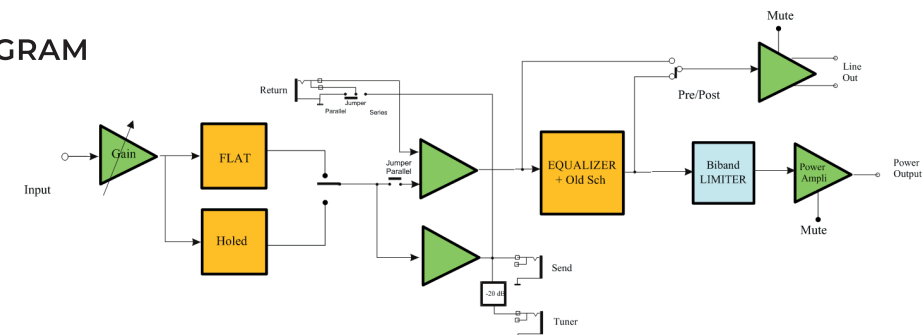 GRAM
Mute
Line
Out
Pre/Post
Return
Jumper
Parallel
Series
Gain
Input
FLAT
Holed
Jumper
Parallel
EQUALIZER
+ Old Sch
Biband
LIMITER
Power
Ampli
Power
Output
Mute
Send
-20 dB
Tuner